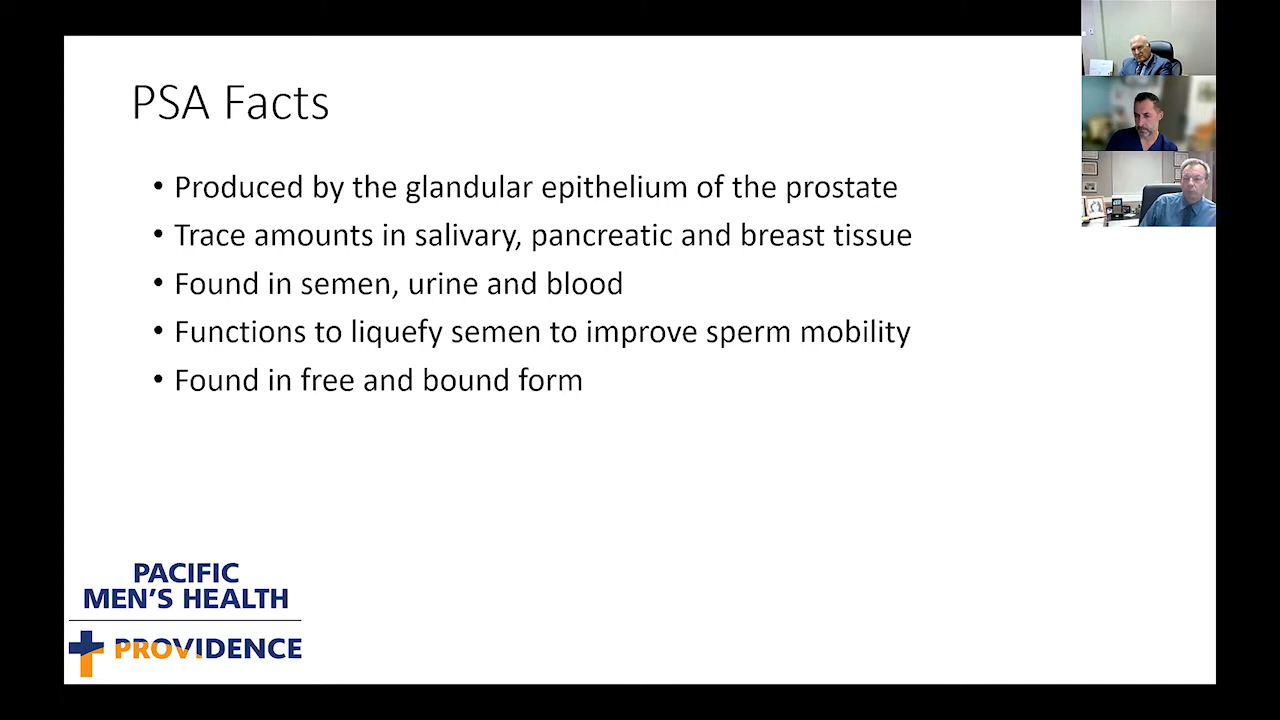 PSA Facts
• Produced by the glandular epithelium of the prostate
• Trace amounts in salivary, pancreatic and breast tissue
• Found in semen, urine and blood
• Functions to liquefy semen to improve sperm mobility
• Found in free and bound form
PACIFIC
MEN'S HEALTH
PROVIDENCE